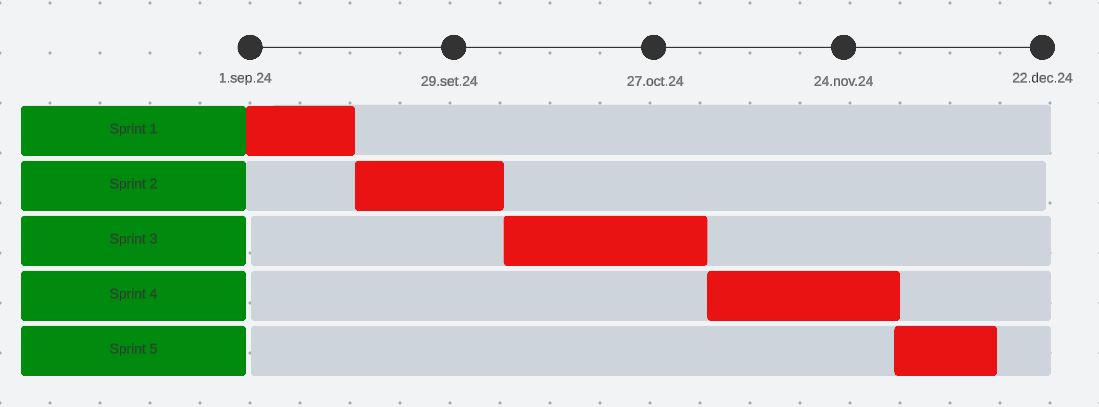 1.sep.24
29.set.24
27.oct.24
24.nov.24
22.dec.24
Sprint 1
Sprint 2
Sprint 3
Sprint 4
Sprint 5